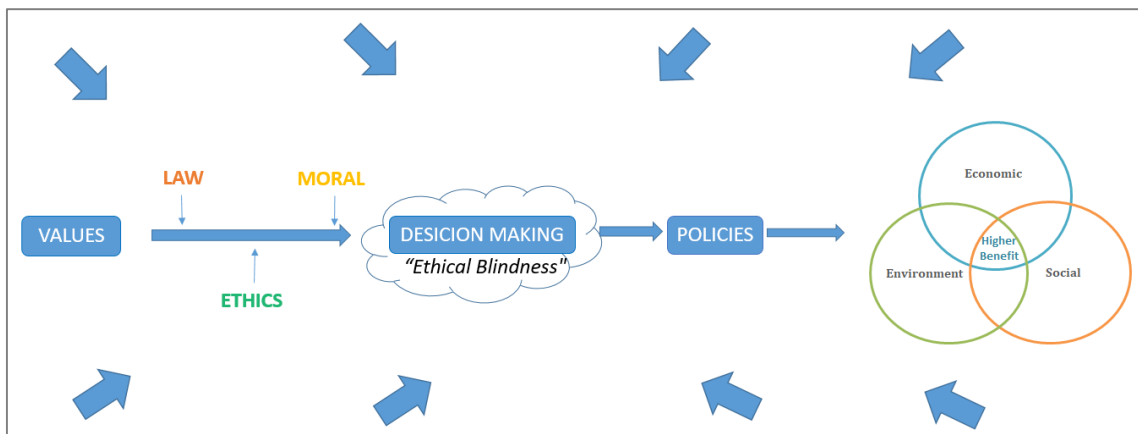 VALUES
LAW
MORAL
ETHICS
DESICION MAKING
“Ethical Blindness"
POLICIES
Economic
Higher
Benefit
Environment
Social